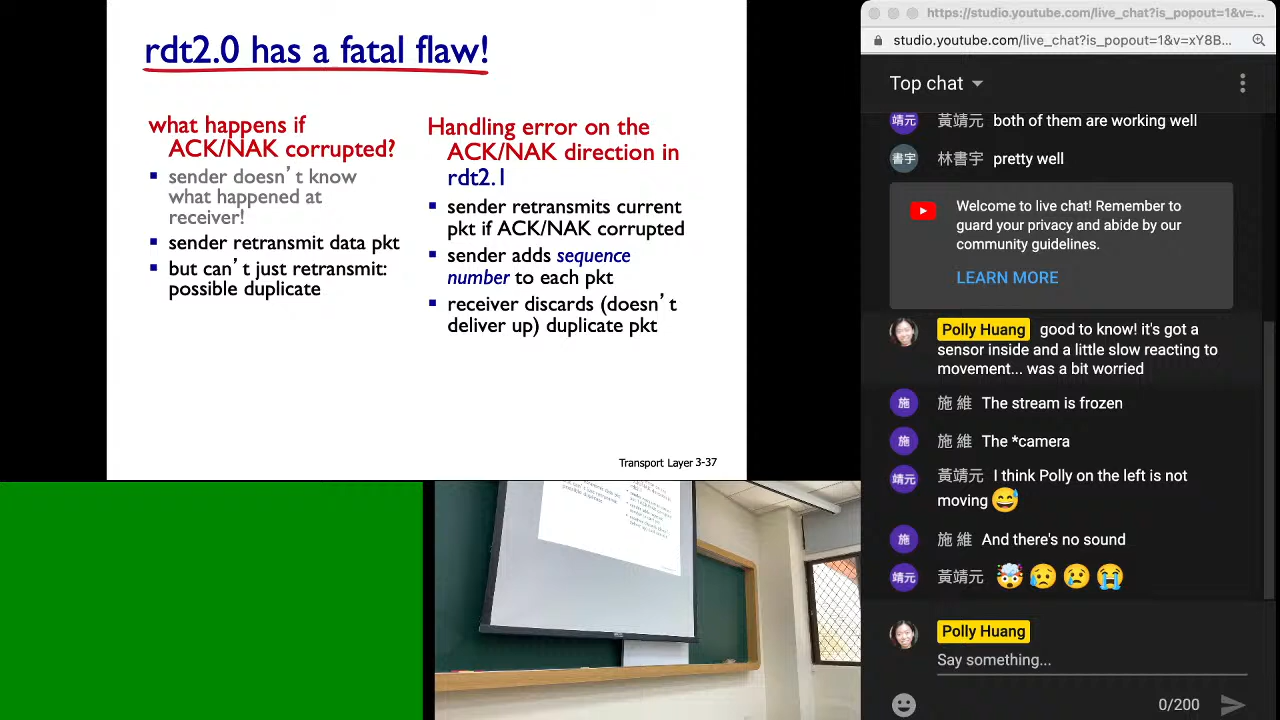 rdt2.0 has a fatal flaw!
what happens if
ACK/NAK corrupted?
▪ sender doesn't know
what happened at
receiver!
▪ sender retransmit data pkt
▪ but can't just retransmit:
possible duplicate
Handling error on the
ACK/NAK direction in
rdt2.1
▪ sender retransmits current
pkt if ACK/NAK corrupted
▪ sender adds sequence
number to each pkt
▪ receiver discards (doesn't
deliver up) duplicate pkt
Transport Layer 3-37
https://studio.youtube.com/live_chat?is_popout=1&v=...
studio.youtube.com/live_chat?is_popout=1&v=xY8B...
Top chat
靖元 黃靖元 both of them are working well
書宇 林書宇 pretty well
Welcome to live chat! Remember to
guard your privacy and abide by our
community guidelines.
LEARN MORE
Polly Huang good to know! it's got a
sensor inside and a little slow reacting to
movement... was a bit worried
施 施 維 The stream is frozen
施 施 維 The *camera
靖元 黃靖元 I think Polly on the left is not
moving😅
施 施 維 And there's no sound
靖元 黃靖元 🤯😥😢😭
Polly Huang
Say something...
0/200